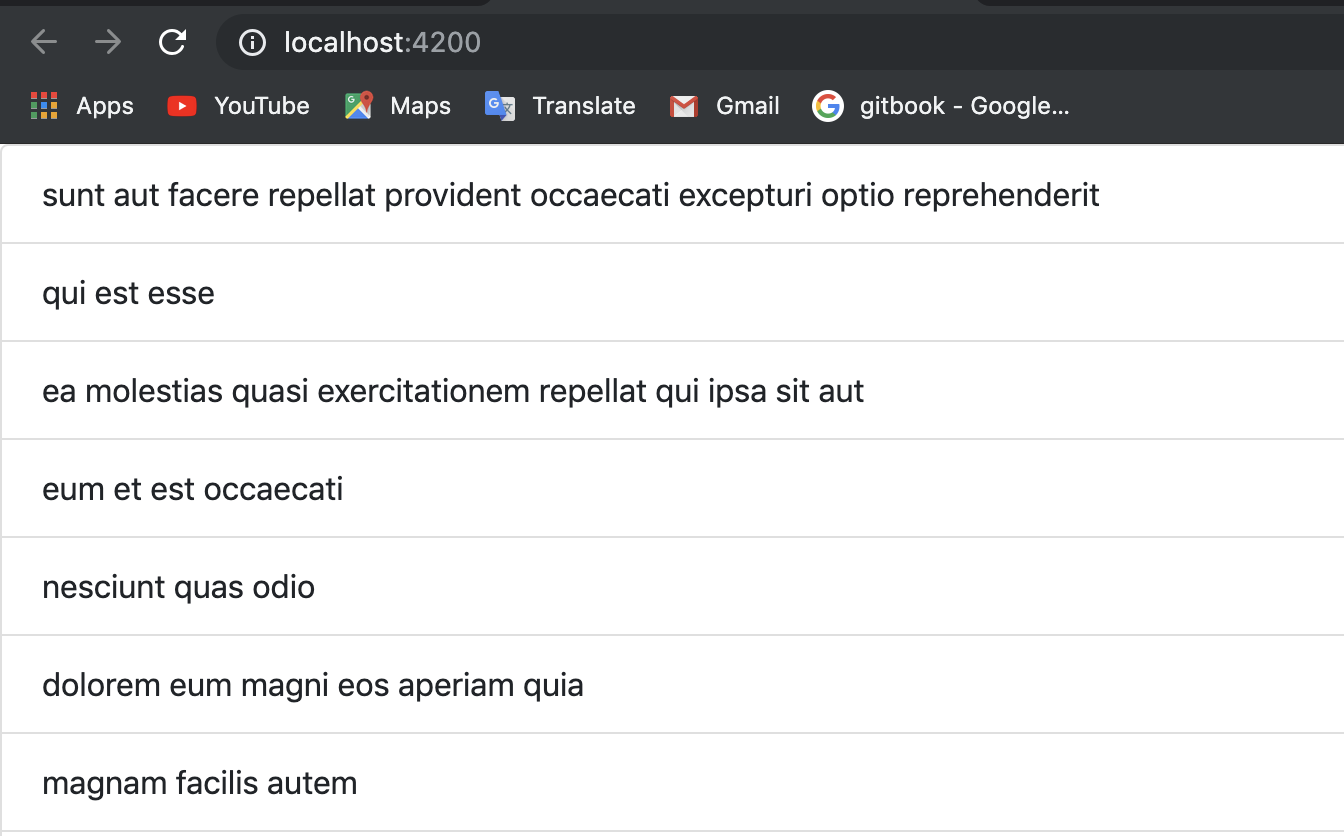 localhost:4200
Apps YouTube Maps Translate Gmail gitbook - Google...
sunt aut facere repellat provident occaecati excepturi optio reprehenderit
qui est esse
ea molestias quasi exercitationem repellat qui ipsa sit aut
eum et est occaecati
nesciunt quas odio
dolorem eum magni eos aperiam quia
magnam facilis autem